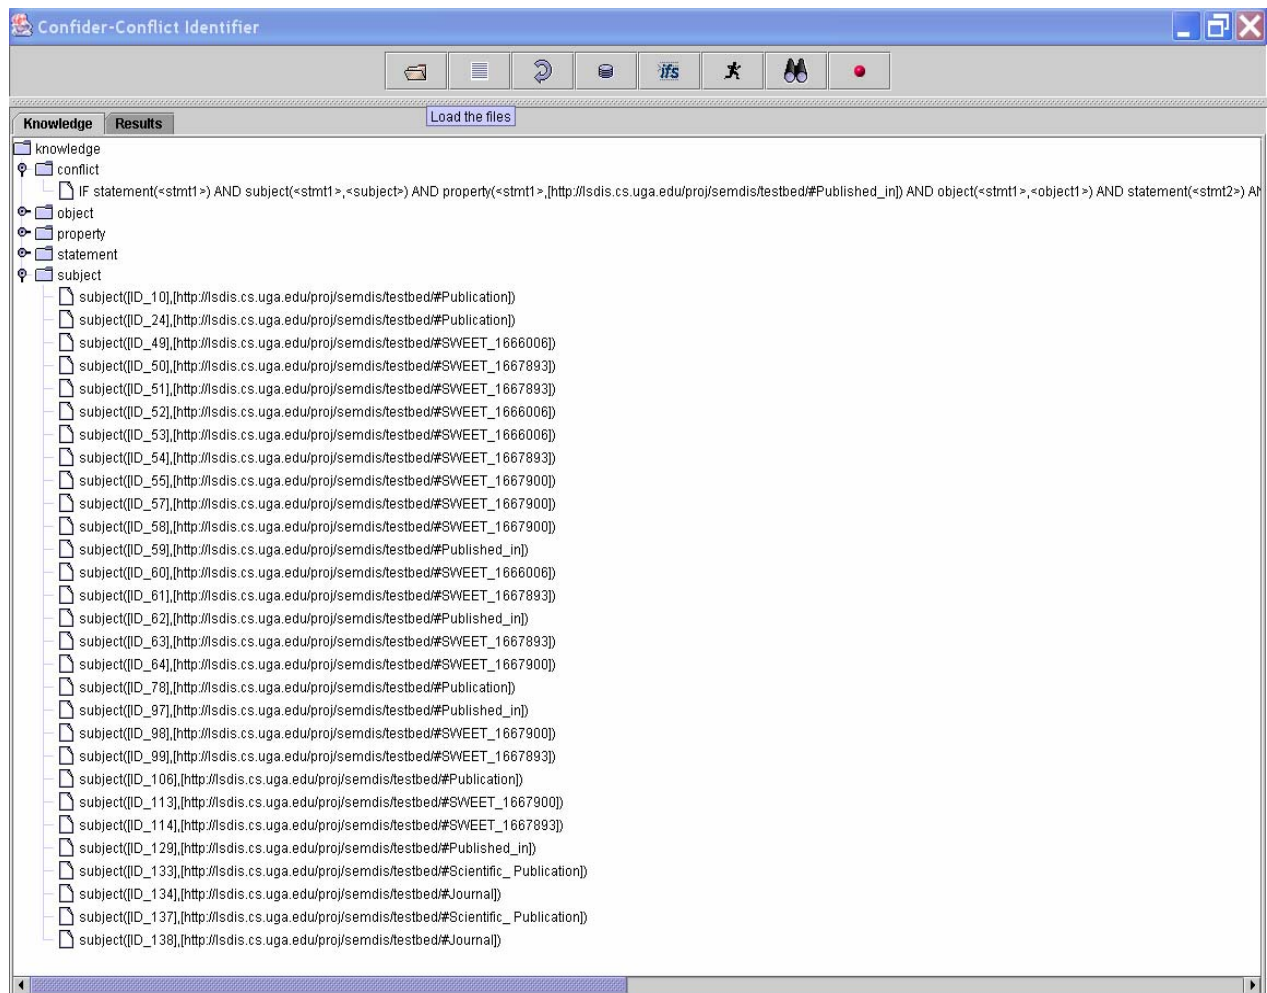 Confider-Conflict Identifier
ifs
Load the files
Knowledge Results
knowledge
conflict
IF statement(<stmt1>) AND subject(<stmt1>,<subject>) AND property(<stmt1>,[http://lsdis.cs.uga.edu/proj/semdis/testbed/#Published_in]) AND object(<stmt1>,<object1>) AND statement(<stmt2>) AN
object
property
statement
subject
subject([ID_10],[http://lsdis.cs.uga.edu/proj/semdis/testbed/#Publication])
subject([ID_24],[http://lsdis.cs.uga.edu/proj/semdis/testbed/#Publication])
subject([ID_49],[http://lsdis.cs.uga.edu/proj/semdis/testbed/#SWEET_1666006])
subject([ID_50],[http://lsdis.cs.uga.edu/proj/semdis/testbed/#SWEET_1667893])
subject([ID_51],[http://lsdis.cs.uga.edu/proj/semdis/testbed/#SWEET_1667893])
subject([ID_52],[http://lsdis.cs.uga.edu/proj/semdis/testbed/#SWEET_1666006])
subject([ID_53],[http://lsdis.cs.uga.edu/proj/semdis/testbed/#SWEET_1666006])
subject([ID_54],[http://lsdis.cs.uga.edu/proj/semdis/testbed/#SWEET_1667893])
subject([ID_55],[http://lsdis.cs.uga.edu/proj/semdis/testbed/#SWEET_1667900])
subject([ID_57],[http://lsdis.cs.uga.edu/proj/semdis/testbed/#SWEET_1667900])
subject([ID_58],[http://lsdis.cs.uga.edu/proj/semdis/testbed/#SWEET_1667900])
subject([ID_59],[http://lsdis.cs.uga.edu/proj/semdis/testbed/#Published_in])
subject([ID_60],[http://lsdis.cs.uga.edu/proj/semdis/testbed/#SWEET_1666006])
subject([ID_61],[http://lsdis.cs.uga.edu/proj/semdis/testbed/#SWEET_1667893])
subject([ID_62],[http://lsdis.cs.uga.edu/proj/semdis/testbed/#Published_in])
subject([ID_63],[http://lsdis.cs.uga.edu/proj/semdis/testbed/#SWEET_1667893])
subject([ID_64],[http://lsdis.cs.uga.edu/proj/semdis/testbed/#SWEET_1667900])
subject([ID_78],[http://lsdis.cs.uga.edu/proj/semdis/testbed/#Publication])
subject([ID_97],[http://lsdis.cs.uga.edu/proj/semdis/testbed/#Published_in])
subject([ID_98],[http://lsdis.cs.uga.edu/proj/semdis/testbed/#SWEET_1667900])
subject([ID_99],[http://lsdis.cs.uga.edu/proj/semdis/testbed/#SWEET_1667893])
subject([ID_106],[http://lsdis.cs.uga.edu/proj/semdis/testbed/#Publication])
subject([ID_113],[http://lsdis.cs.uga.edu/proj/semdis/testbed/#SWEET_1667900])
subject([ID_114],[http://lsdis.cs.uga.edu/proj/semdis/testbed/#SWEET_1667893])
subject([ID_129],[http://lsdis.cs.uga.edu/proj/semdis/testbed/#Published_in])
subject([ID_133],[http://lsdis.cs.uga.edu/proj/semdis/testbed/#Scientific_ Publication])
subject([ID_134],[http://lsdis.cs.uga.edu/proj/semdis/testbed/#Journal])
subject([ID_137],[http://lsdis.cs.uga.edu/proj/semdis/testbed/#Scientific_ Publication])
subject([ID_138],[http://lsdis.cs.uga.edu/proj/semdis/testbed/#Journal])